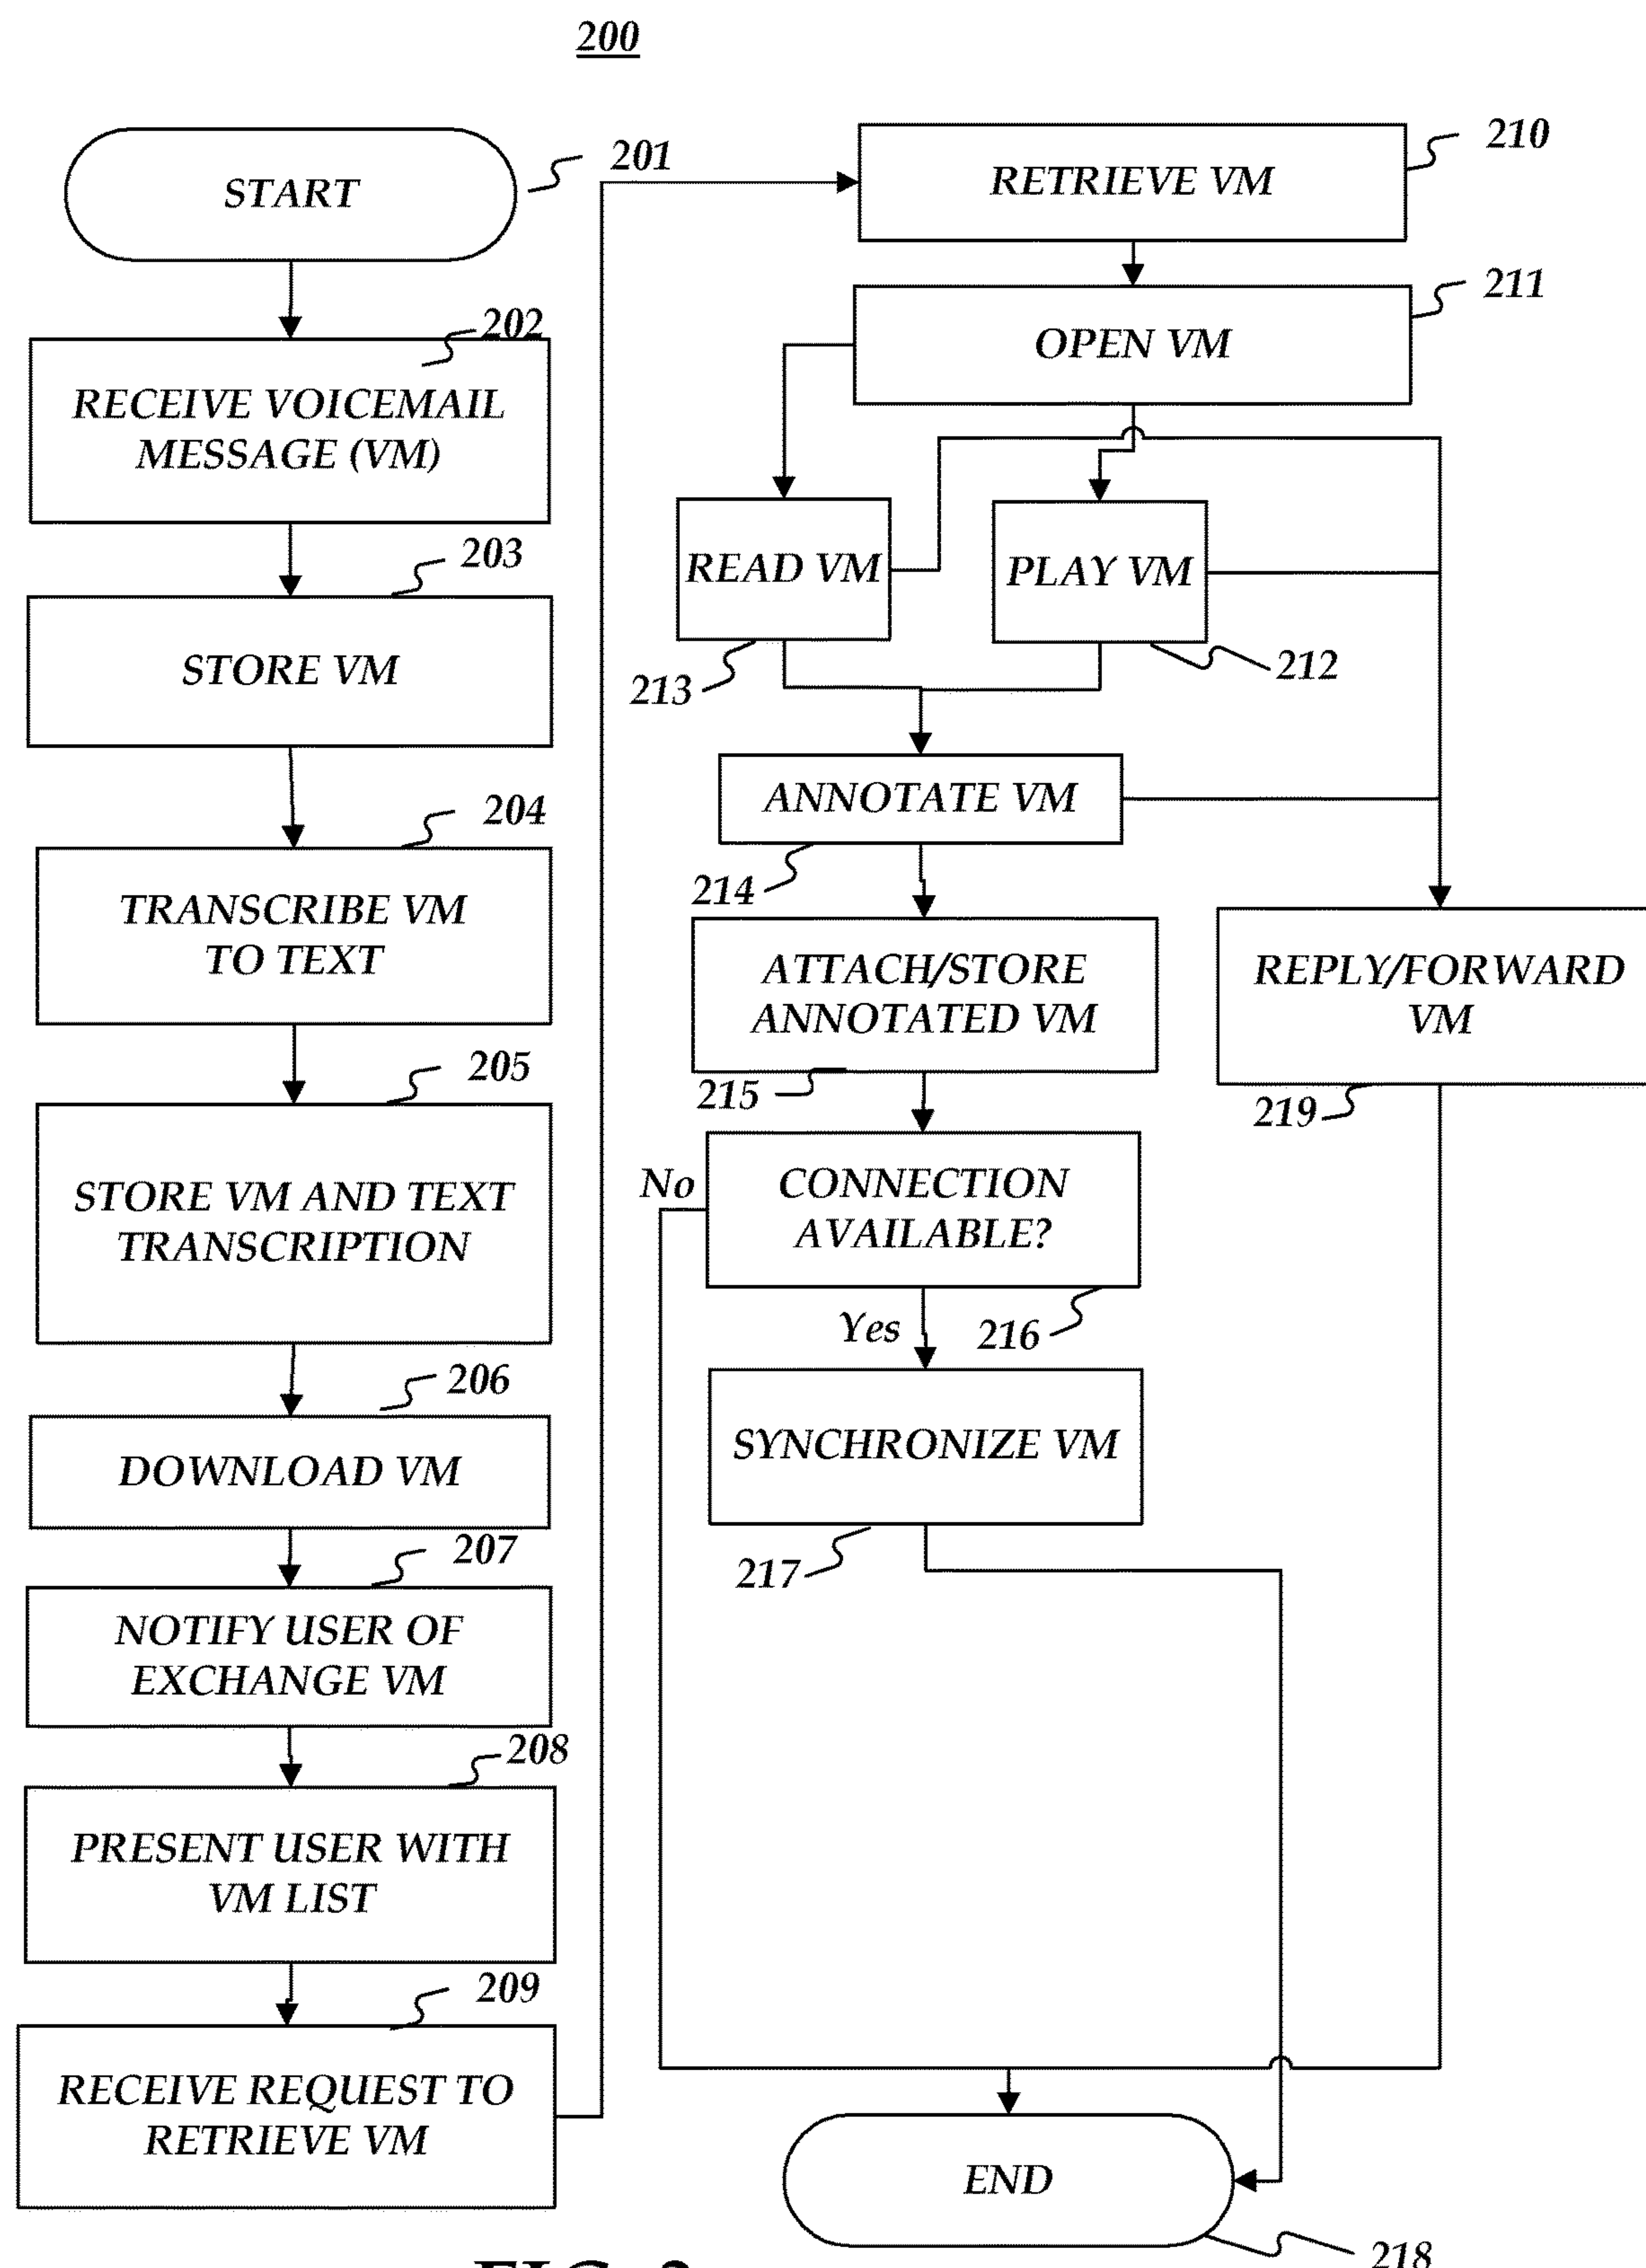 200
START
201
202
RECEIVE VOICEMAIL
MESSAGE (VM)
203
STORE VM
204
TRANSCRIBE VM
TO TEXT
205
STORE VM AND TEXT
TRANSCRIPTION
206
DOWNLOAD VM
207
NOTIFY USER OF
EXCHANGE VM
208
PRESENT USER WITH
VM LIST
209
RECEIVE REQUEST TO
RETRIEVE VM
210
RETRIEVE VM
211
OPEN VM
READ VM
213
PLAY VM
212
ANNOTATE VM
214
ATTACH/STORE
ANNOTATED VM
215
REPLY/FORWARD
VM
219
No
CONNECTION
AVAILABLE?
Yes
216
SYNCHRONIZE VM
217
END
218